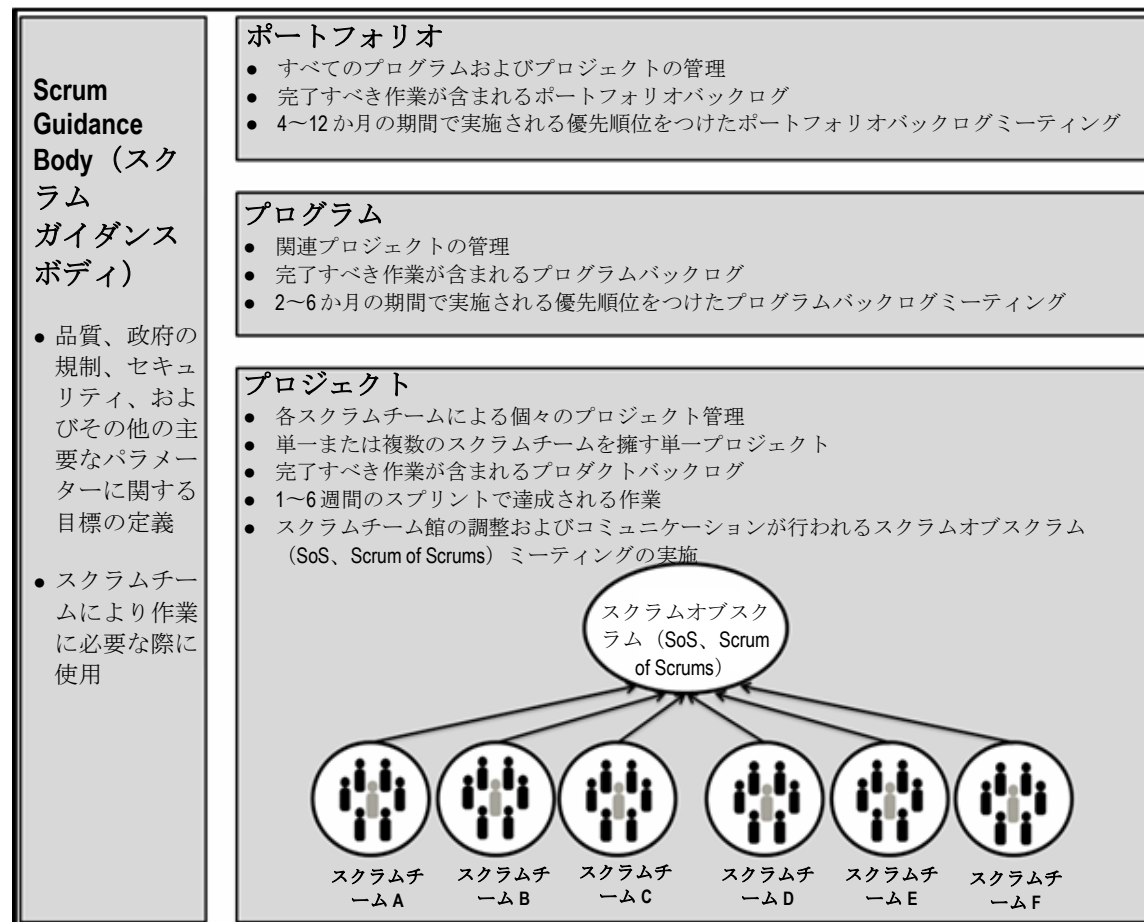 Scrum
Guidance
Body（スク
ラム
ガイダンス
ボディ）
● 品質、政府の
規制、セキュ
リティ、およ
びその他の主
要なパラメー
ターに関する
目標の定義
● スクラムチー
ムにより作業
に必要な際に
使用
ポートフォリオ
● すべてのプログラムおよびプロジェクトの管理
● 完了すべき作業が含まれるポートフォリオバックログ
● 4～12 か月の期間で実施される優先順位をつけたポートフォリオバックログミーティング
プログラム
● 関連プロジェクトの管理
● 完了すべき作業が含まれるプログラムバックログ
● 2～6 か月の期間で実施される優先順位をつけたプログラムバックログミーティング
プロジェクト
● 各スクラムチームによる個々のプロジェクト管理
● 単一または複数のスクラムチームを擁す単一プロジェクト
● 完了すべき作業が含まれるプロダクトバックログ
● 1～6 週間のスプリントで達成される作業
● スクラムチーム館の調整およびコミュニケーションが行われるスクラムオブスクラム
（SoS、Scrum of Scrums）ミーティングの実施
スクラムオブスク
ラム（SoS、Scrum
of Scrums）
スクラムチ
ーム A
スクラムチ
ーム B
スクラムチ
ーム C
スクラムチ
ーム D
スクラムチ
ーム E
スクラムチ
ーム F